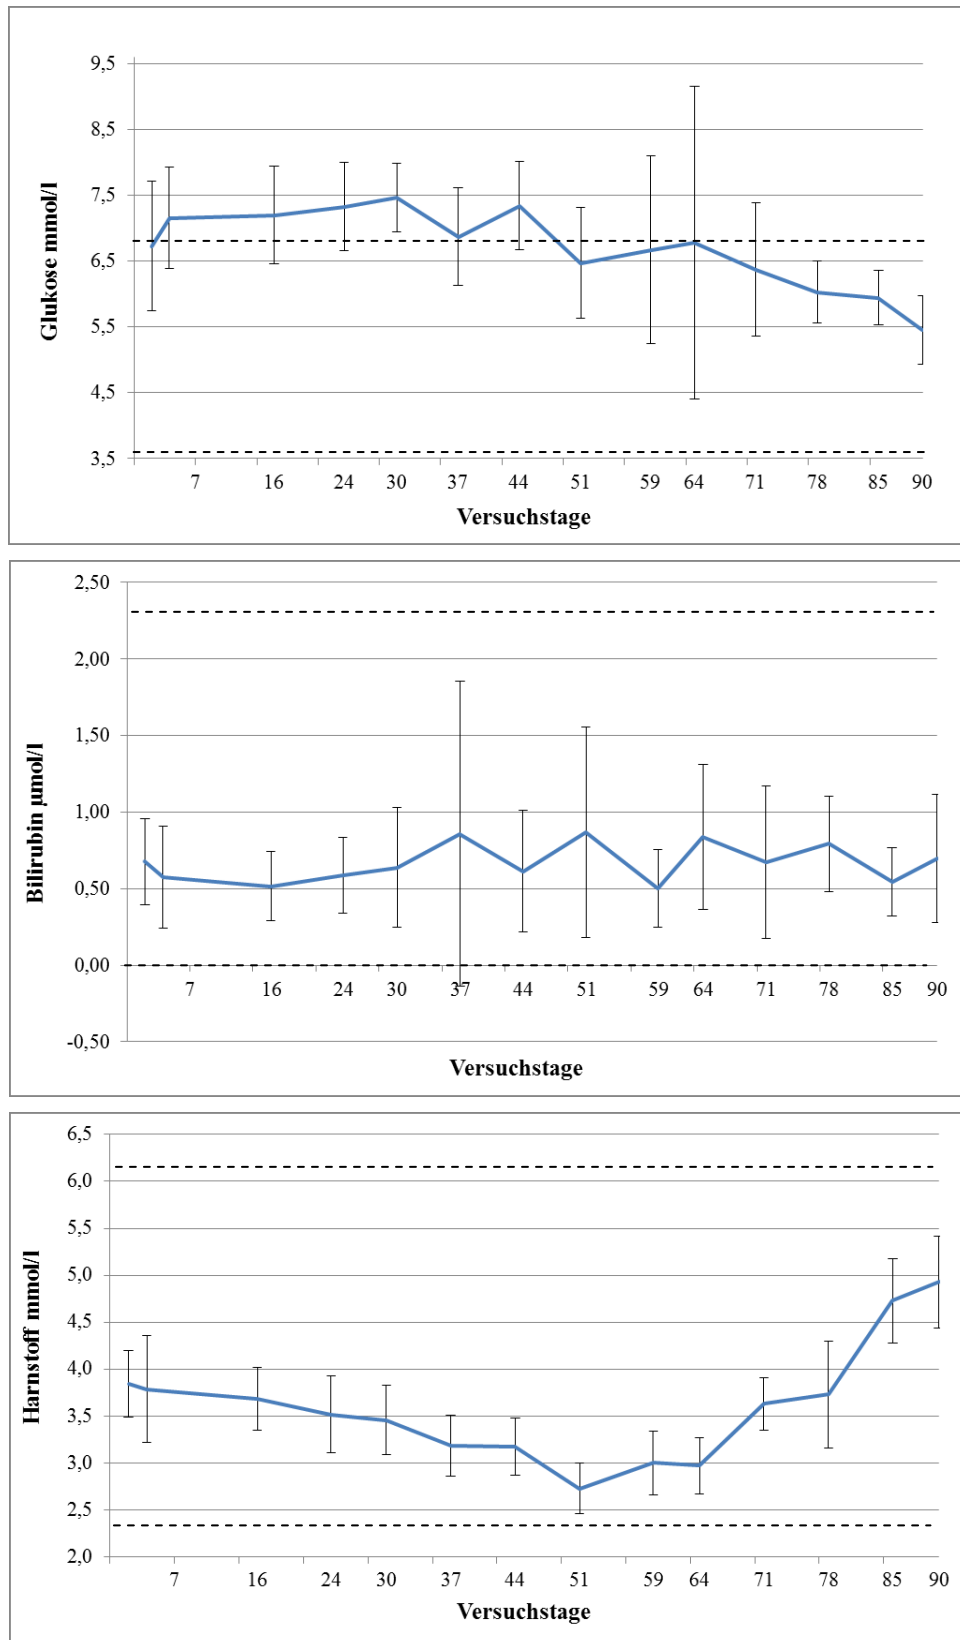 9,5
8,5
7,5
6,5
5,5
4,5
3,5
Glukose mmol/l
7 16 24 30 37 44 51 59 64 71 78 85 90
Versuchstage
2,50
2,00
1,50
1,00
0,50
0,00
-0,50
Bilirubin µmol/l
7 16 24 30 37 44 51 59 64 71 78 85 90
Versuchstage
6,5
6,0
5,5
5,0
4,5
4,0
3,5
3,0
2,5
2,0
Harnstoff mmol/l
7 16 24 30 37 44 51 59 64 71 78 85 90
Versuchstage